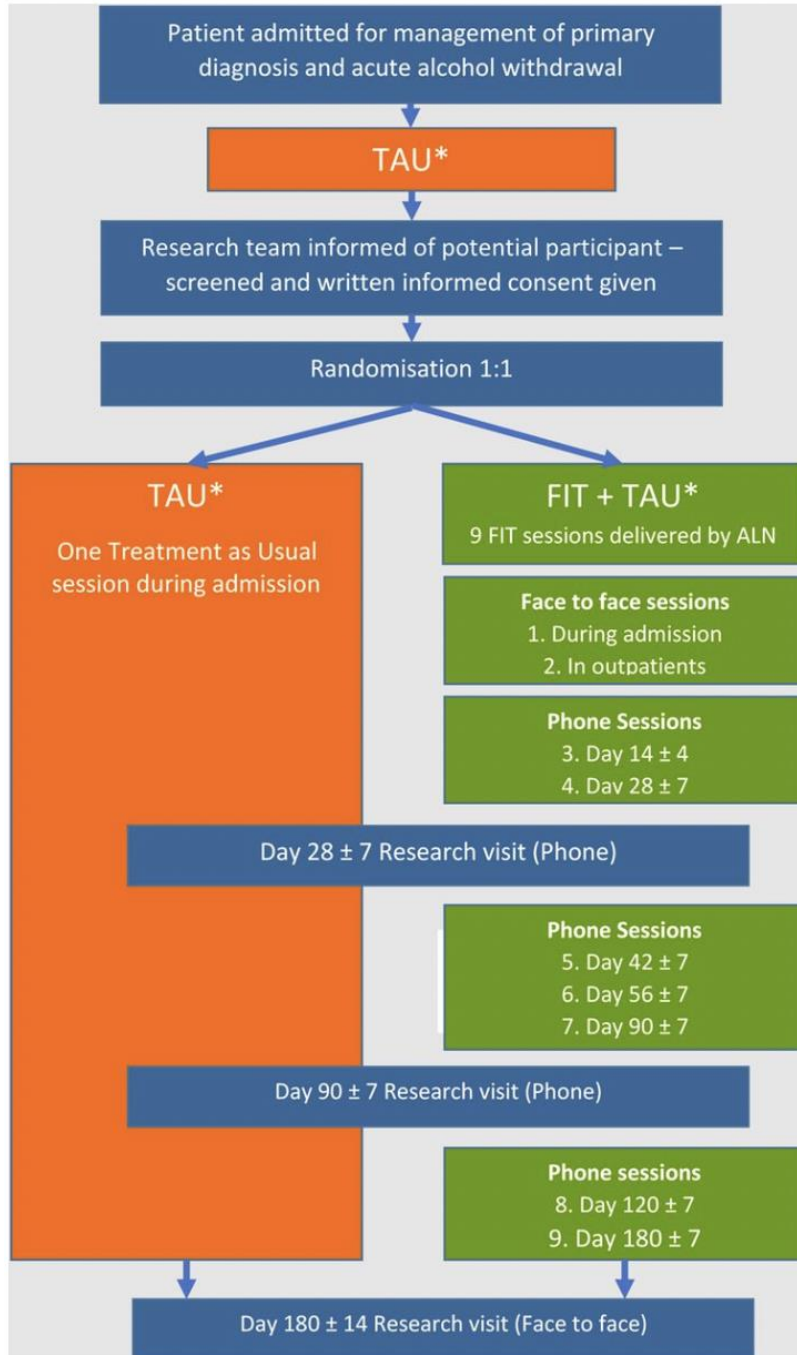 Patient admitted for management of primary
diagnosis and acute alcohol withdrawal
TAU*
Research team informed of potential participant –
screened and written informed consent given
Randomisation 1:1
TAU*
One Treatment as Usual
session during admission
FIT + TAU*
9 FIT sessions delivered by ALN
Face to face sessions
1. During admission
2. In outpatients
Phone Sessions
3. Day 14 ± 4
4. Day 28 ± 7
Day 28 ± 7 Research visit (Phone)
Phone Sessions
5. Day 42 ± 7
6. Day 56 ± 7
7. Day 90 ± 7
Day 90 ± 7 Research visit (Phone)
Phone sessions
8. Day 120 ± 7
9. Day 180 ± 7
Day 180 ± 14 Research visit (Face to face)